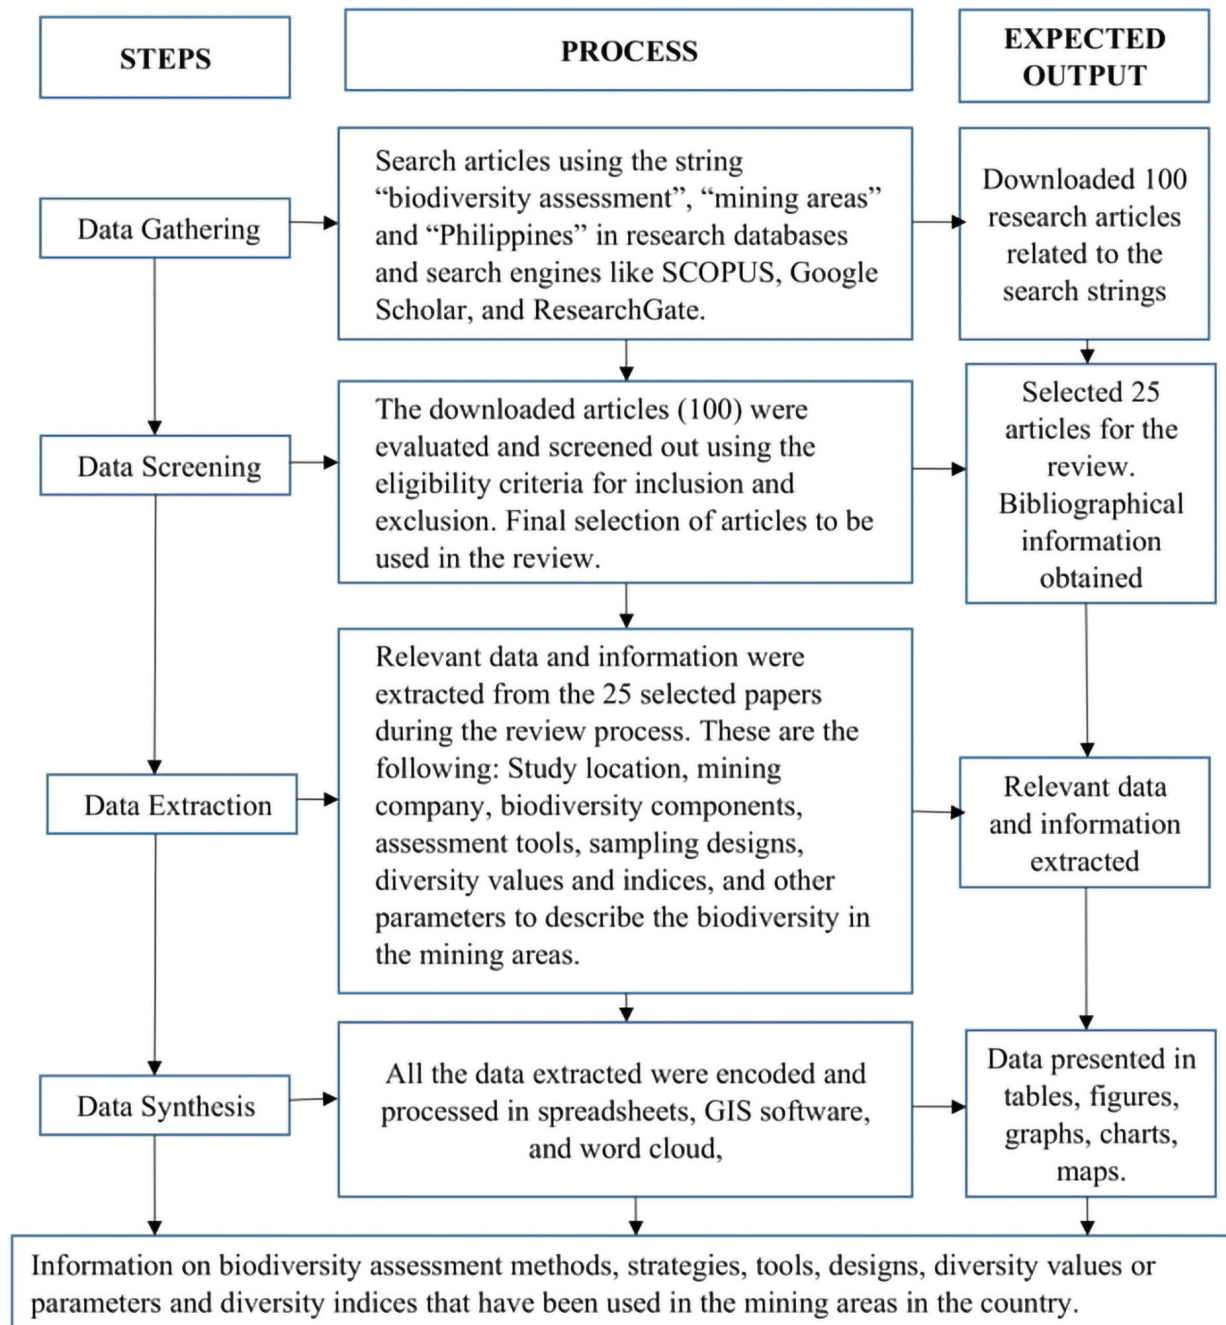 STEPS
PROCESS
EXPECTED
OUTPUT
Data Gathering
Search articles using the string
“biodiversity assessment”, “mining areas”
and “Philippines” in research databases
and search engines like SCOPUS, Google
Scholar, and ResearchGate.
Downloaded 100
research articles
related to the
search strings
Data Screening
The downloaded articles (100) were
evaluated and screened out using the
eligibility criteria for inclusion and
exclusion. Final selection of articles to be
used in the review.
Selected 25
articles for the
review.
Bibliographical
information
obtained
Data Extraction
Relevant data and information were
extracted from the 25 selected papers
during the review process. These are the
following: Study location, mining
company, biodiversity components,
assessment tools, sampling designs,
diversity values and indices, and other
parameters to describe the biodiversity in
the mining areas.
Relevant data
and information
extracted
Data Synthesis
All the data extracted were encoded and
processed in spreadsheets, GIS software,
and word cloud,
Data presented in
tables, figures,
graphs, charts,
maps.
Information on biodiversity assessment methods, strategies, tools, designs, diversity values or
parameters and diversity indices that have been used in the mining areas in the country.